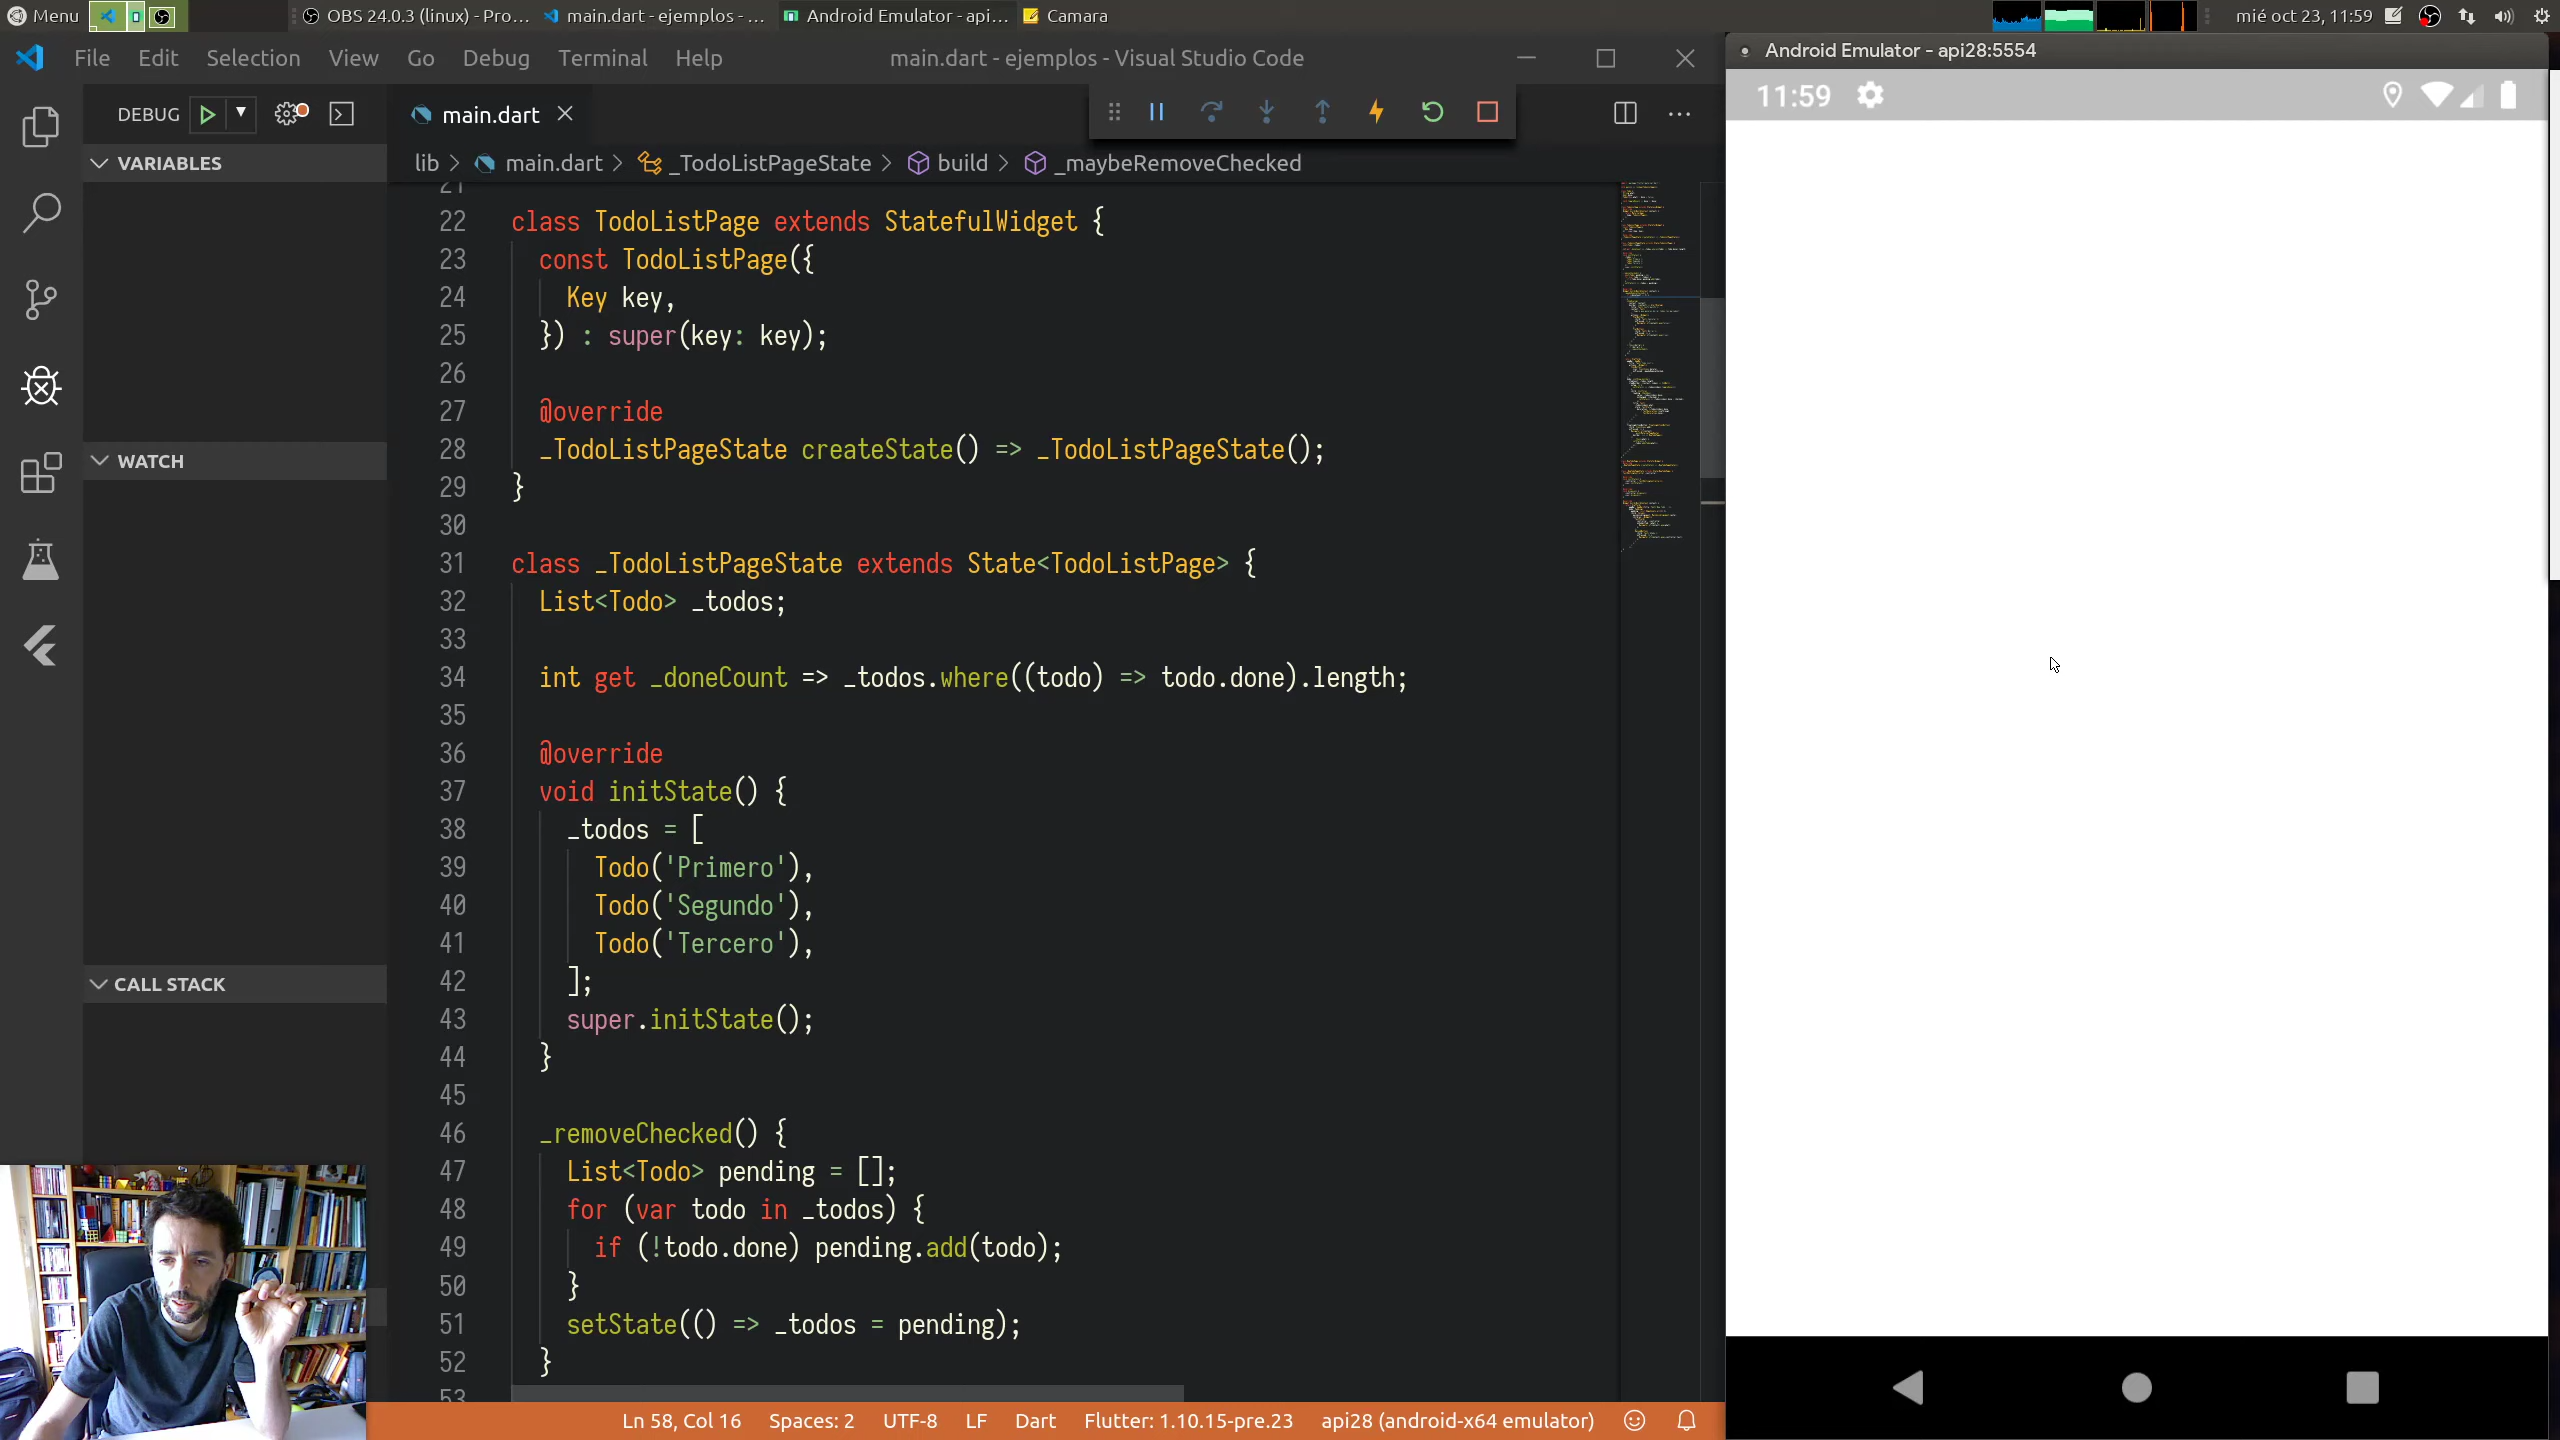 Menu
OBS 24.0.3 (linux) - Pro...
main.dart - ejemplos - ...
Android Emulator - api...
Camara
mié oct 23, 11:59
File Edit Selection View Go Debug Terminal Help
main.dart - ejemplos - Visual Studio Code
Android Emulator - api28:5554
11:59
DEBUG
main.dart
VARIABLES
WATCH
CALL STACK
lib > main.dart > _TodoListPageState > build > _maybeRemoveChecked
21
22 class TodoListPage extends StatefulWidget {
23 const TodoListPage({
24 Key key,
25 }) : super(key: key);
26
27 @override
28 _TodoListPageState createState() => _TodoListPageState();
29 }
30
31 class _TodoListPageState extends State<TodoListPage> {
32 List<Todo> _todos;
33
34 int get _doneCount => _todos.where((todo) => todo.done).length;
35
36 @override
37 void initState() {
38 _todos = [
39 Todo('Primero'),
40 Todo('Segundo'),
41 Todo('Tercero'),
42 ];
43 super.initState();
44 }
45
46 _removeChecked() {
47 List<Todo> pending = [];
48 for (var todo in _todos) {
49 if (!todo.done) pending.add(todo);
50 }
51 setState(() => _todos = pending);
52 }
53
Ln 58, Col 16 Spaces: 2 UTF-8 LF Dart Flutter: 1.10.15-pre.23 api28 (android-x64 emulator)